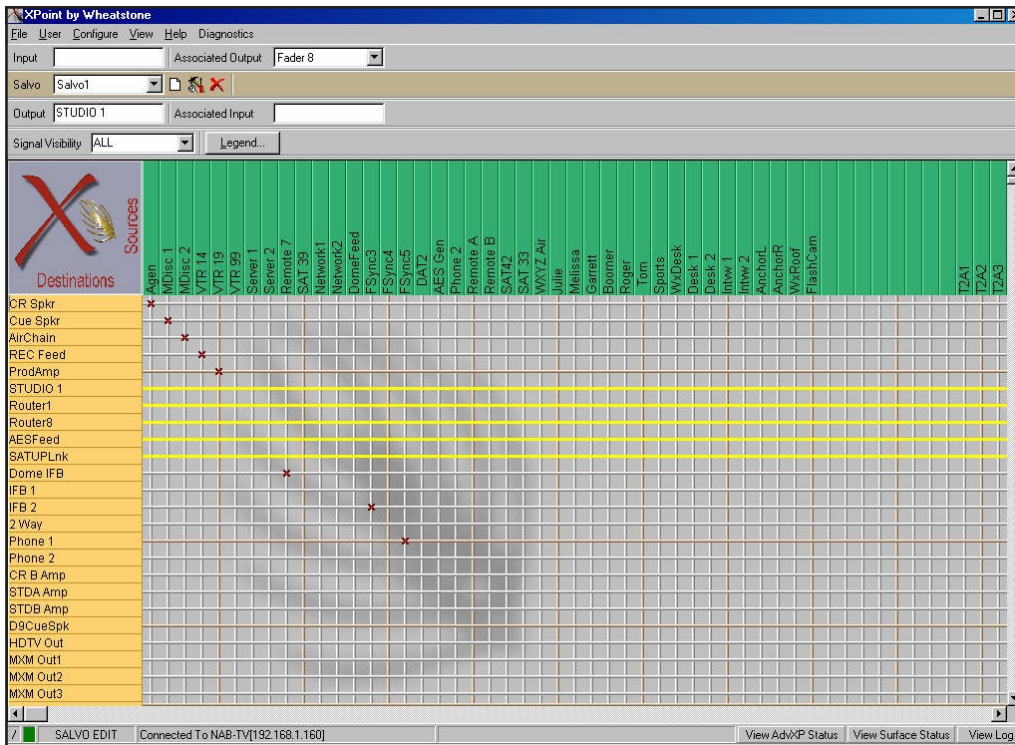 XPoint by Wheatstone
File User Configure View Help Diagnostics
Input Associated Output Fader 8
Salvo Salvo1
Output STUDIO 1 Associated Input
Signal Visibility ALL Legend...
Sources
Destinations
Agen
MDisc 1
MDisc 2
VTR 14
VTR 19
VTR 99
Server 1
Server 2
Remote 7
SAT 39
Network1
Network2
DomeFeed
FSync3
FSync4
FSync5
DAT2
AES Gen
Phone 2
Remote A
Remote B
SAT42
SAT 33
WXYZ Air
Julie
Melissa
Garrett
Boomer
Roger
Tom
Sports
WxDesk
Desk 1
Desk 2
Intvw 1
Intvw 2
AnchorL
AnchorR
WxRoof
FlashCam
T2A1
T2A2
T2A3
CR Spkr
Cue Spkr
AirChain
REC Feed
ProdAmp
STUDIO 1
Router1
Router8
AESFeed
SATUPLnk
Dome IFB
IFB 1
IFB 2
2 Way
Phone 1
Phone 2
CR B Amp
STDA Amp
STDB Amp
D9CueSpk
HDTV Out
MXM Out1
MXM Out2
MXM Out3
/ SALVO EDIT Connected To NAB-TV[192.168.1.160] View AdvXP Status View Surface Status View Log